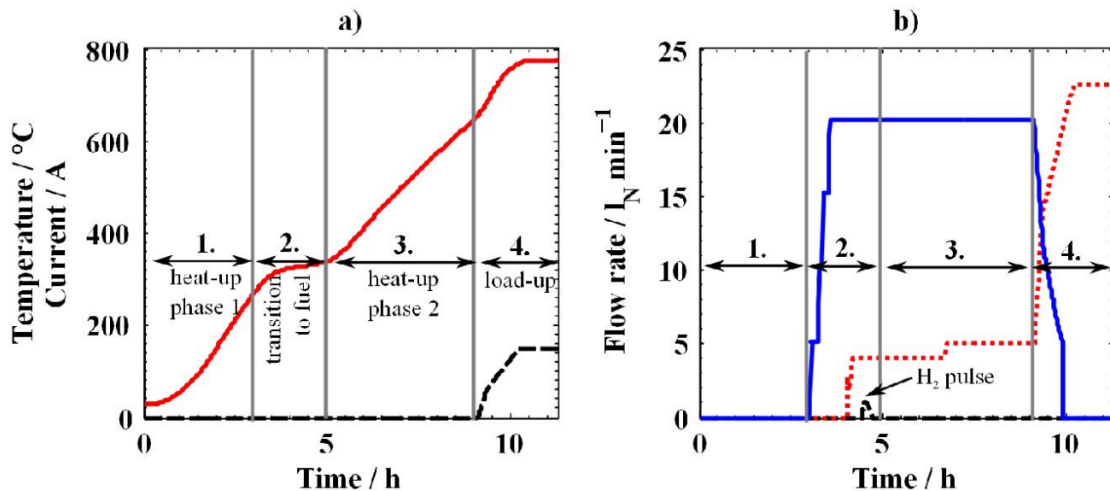 a)
Temperature / °C
Current / A
800
600
400
200
0
1.
2.
3.
4.
heat-up
phase 1
transition
to fuel
heat-up
phase 2
load-up
0
5
10
Time / h
b)
Flow rate / l_N min⁻¹
25
20
15
10
5
0
1.
2.
3.
4.
H₂ pulse
0
5
10
Time / h